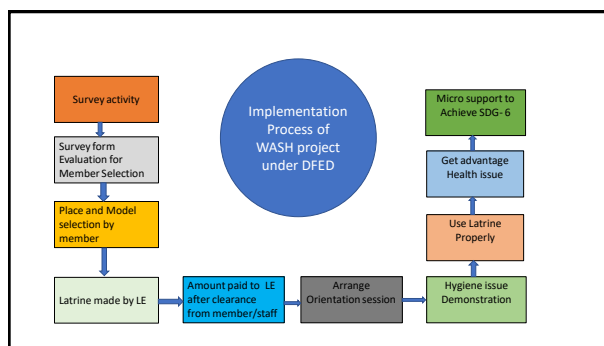 Survey activity
Survey form
Evaluation for
Member Selection
Place and Model
selection by
member
Latrine made by LE
Amount paid to LE
after clearance
from member/staff
Arrange
Orientation session
Hygiene issue
Demonstration
Use Latrine
Properly
Get advantage
Health issue
Micro support to
Achieve SDG- 6
Implementation
Process of
WASH project
under DFED